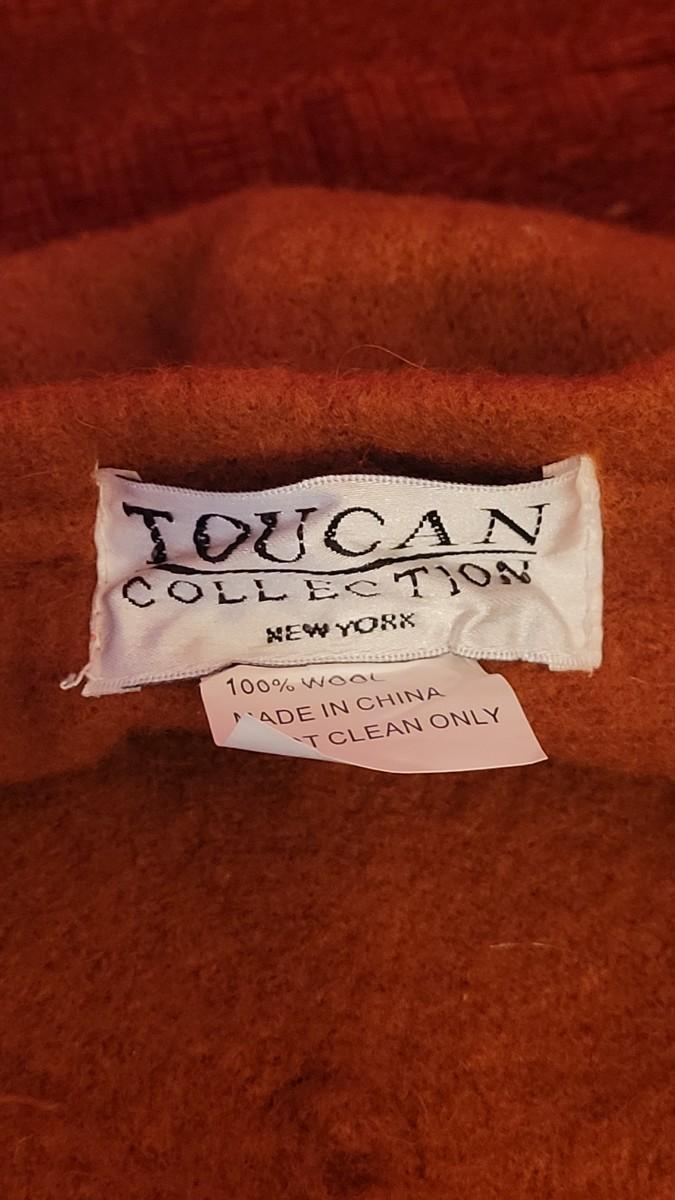 TOUCAN
COLLECTION
NEW YORK
100% WOOL
MADE IN CHINA
CLEAN ONLY